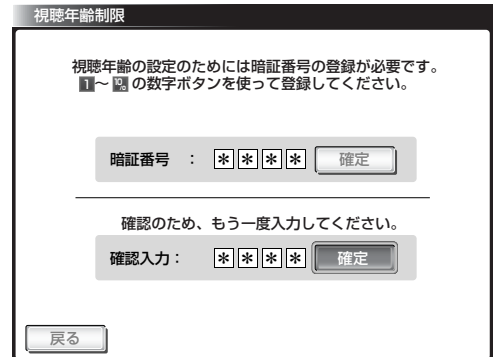 視聴年齢制限
視聴年齢の設定のためには暗証番号の登録が必要です。
1～10の数字ボタンを使って登録してください。
暗証番号 : ＊＊＊＊ 確定
確認のため、もう一度入力してください。
確認入力： ＊＊＊＊ 確定
戻る